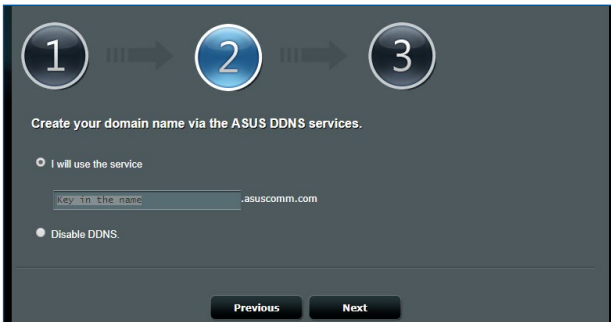 1 2 3
Create your domain name via the ASUS DDNS services.
I will use the service
Key in the name .asuscomm.com
Disable DDNS.
Previous Next